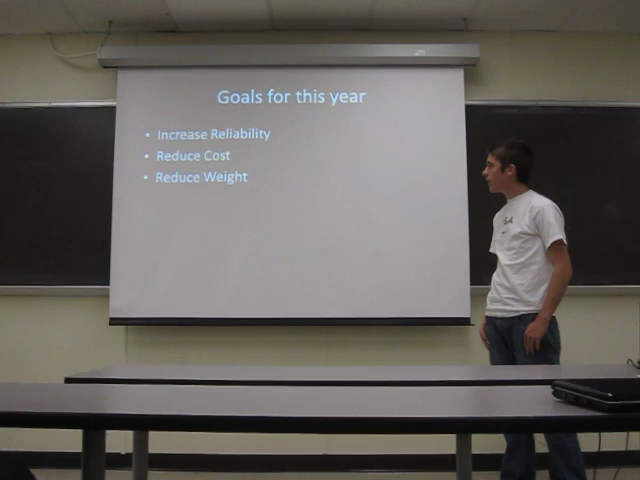 Goals for this year
• Increase Reliability
• Reduce Cost
• Reduce Weight